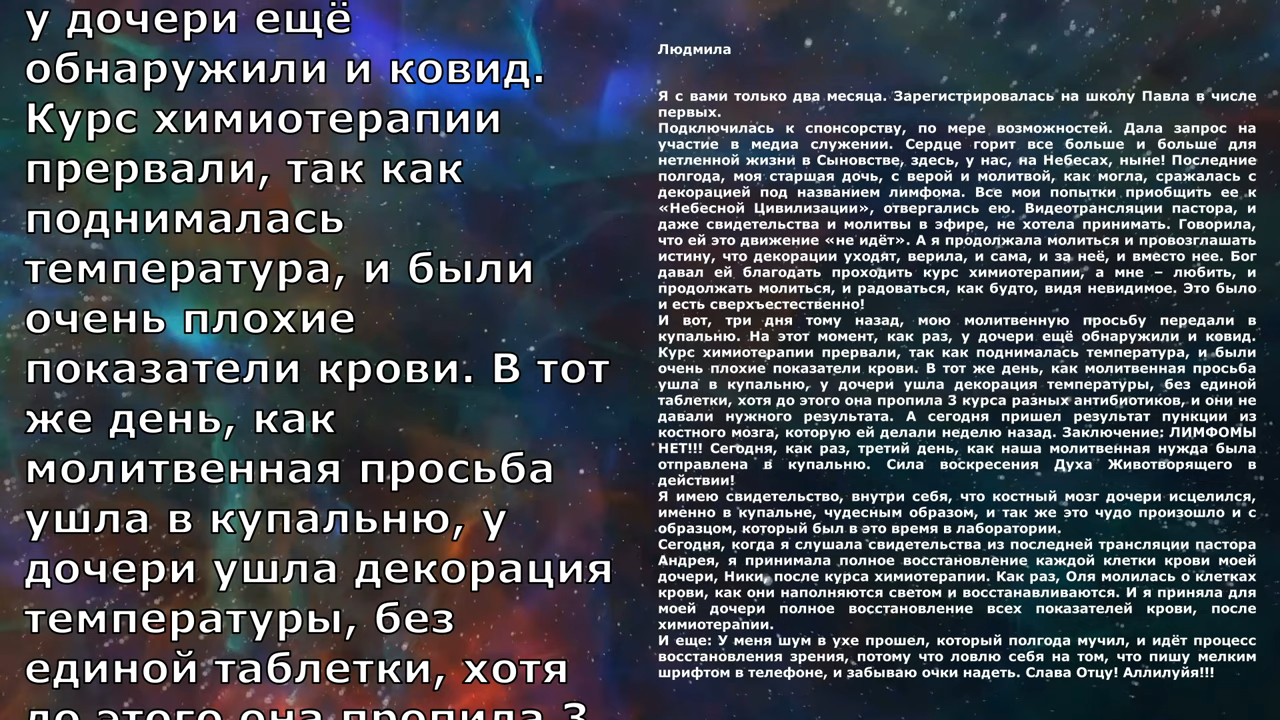 у дочери ещё
обнаружили и ковид.
Курс химиотерапии
прервали, так как
поднималась
температура, и были
очень плохие
показатели крови. В тот
же день, как
молитвенная просьба
ушла в купальню, у
дочери ушла декорация
температуры, без
единой таблетки, хотя
до этого она пропила 3
Людмила
Я с вами только два месяца. Зарегистрировалась на школу Павла в числе
первых.
Подключилась к спонсорству, по мере возможностей. Дала запрос на
участие в медиа служении. Сердце горит все больше и больше для
нетленной жизни в Сыновстве, здесь, у нас, на Небесах, ныне! Последние
полгода, моя старшая дочь, с верой и молитвой, как могла, сражалась с
декорацией под названием лимфома. Все мои попытки приобщить ее к
«Небесной Цивилизации», отвергались ею. Видеотрансляции пастора, и
даже свидетельства и молитвы в эфире, не хотела принимать. Говорила,
что ей это движение «не идёт». А я продолжала молиться и провозглашать
истину, что декорации уходят, верила, и сама, и за неё, и вместо нее. Бог
давал ей благодать проходить курс химиотерапии, а мне – любить, и
продолжать молиться, и радоваться, как будто, видя невидимое. Это было
и есть сверхъестественно!
И вот, три дня тому назад, мою молитвенную просьбу передали в
купальню. На этот момент, как раз, у дочери ещё обнаружили и ковид.
Курс химиотерапии прервали, так как поднималась температура, и были
очень плохие показатели крови. В тот же день, как молитвенная просьба
ушла в купальню, у дочери ушла декорация температуры, без единой
таблетки, хотя до этого она пропила 3 курса разных антибиотиков, и они не
давали нужного результата. А сегодня пришел результат пункции из
костного мозга, которую ей делали неделю назад. Заключение: ЛИМФОМЫ
НЕТ!!! Сегодня, как раз, третий день, как наша молитвенная нужда была
отправлена в купальню. Сила воскресения Духа Животворящего в
действии!
Я имею свидетельство, внутри себя, что костный мозг дочери исцелился,
именно в купальне, чудесным образом, и так же это чудо произошло и с
образцом, который был в это время в лаборатории.
Сегодня, когда я слушала свидетельства из последней трансляции пастора
Андрея, я принимала полное восстановление каждой клетки крови моей
дочери, Ники, после курса химиотерапии. Как раз, Оля молилась о клетках
крови, как они наполняются светом и восстанавливаются. И я приняла для
моей дочери полное восстановление всех показателей крови, после
химиотерапии.
И еще: У меня шум в ухе прошел, который полгода мучил, и идёт процесс
восстановления зрения, потому что ловлю себя на том, что пишу мелким
шрифтом в телефоне, и забываю очки надеть. Слава Отцу! Аллилуйя!!!